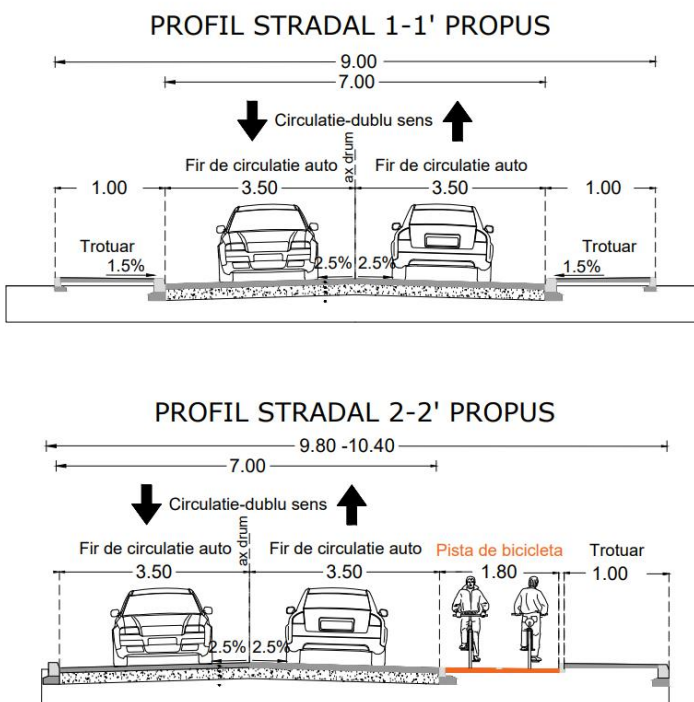 PROFIL STRADAL 1-1' PROPUS
9.00
7.00
Circulatie-dublu sens
ax drum
Fir de circulatie auto Fir de circulatie auto
1.00 3.50 3.50 1.00
Trotuar Trotuar
1.5% 2.5% 2.5% 1.5%
PROFIL STRADAL 2-2' PROPUS
9.80 -10.40
7.00
Circulatie-dublu sens
ax drum
Fir de circulatie auto Fir de circulatie auto Pista de bicicleta Trotuar
3.50 3.50 1.80 1.00
2.5% 2.5%